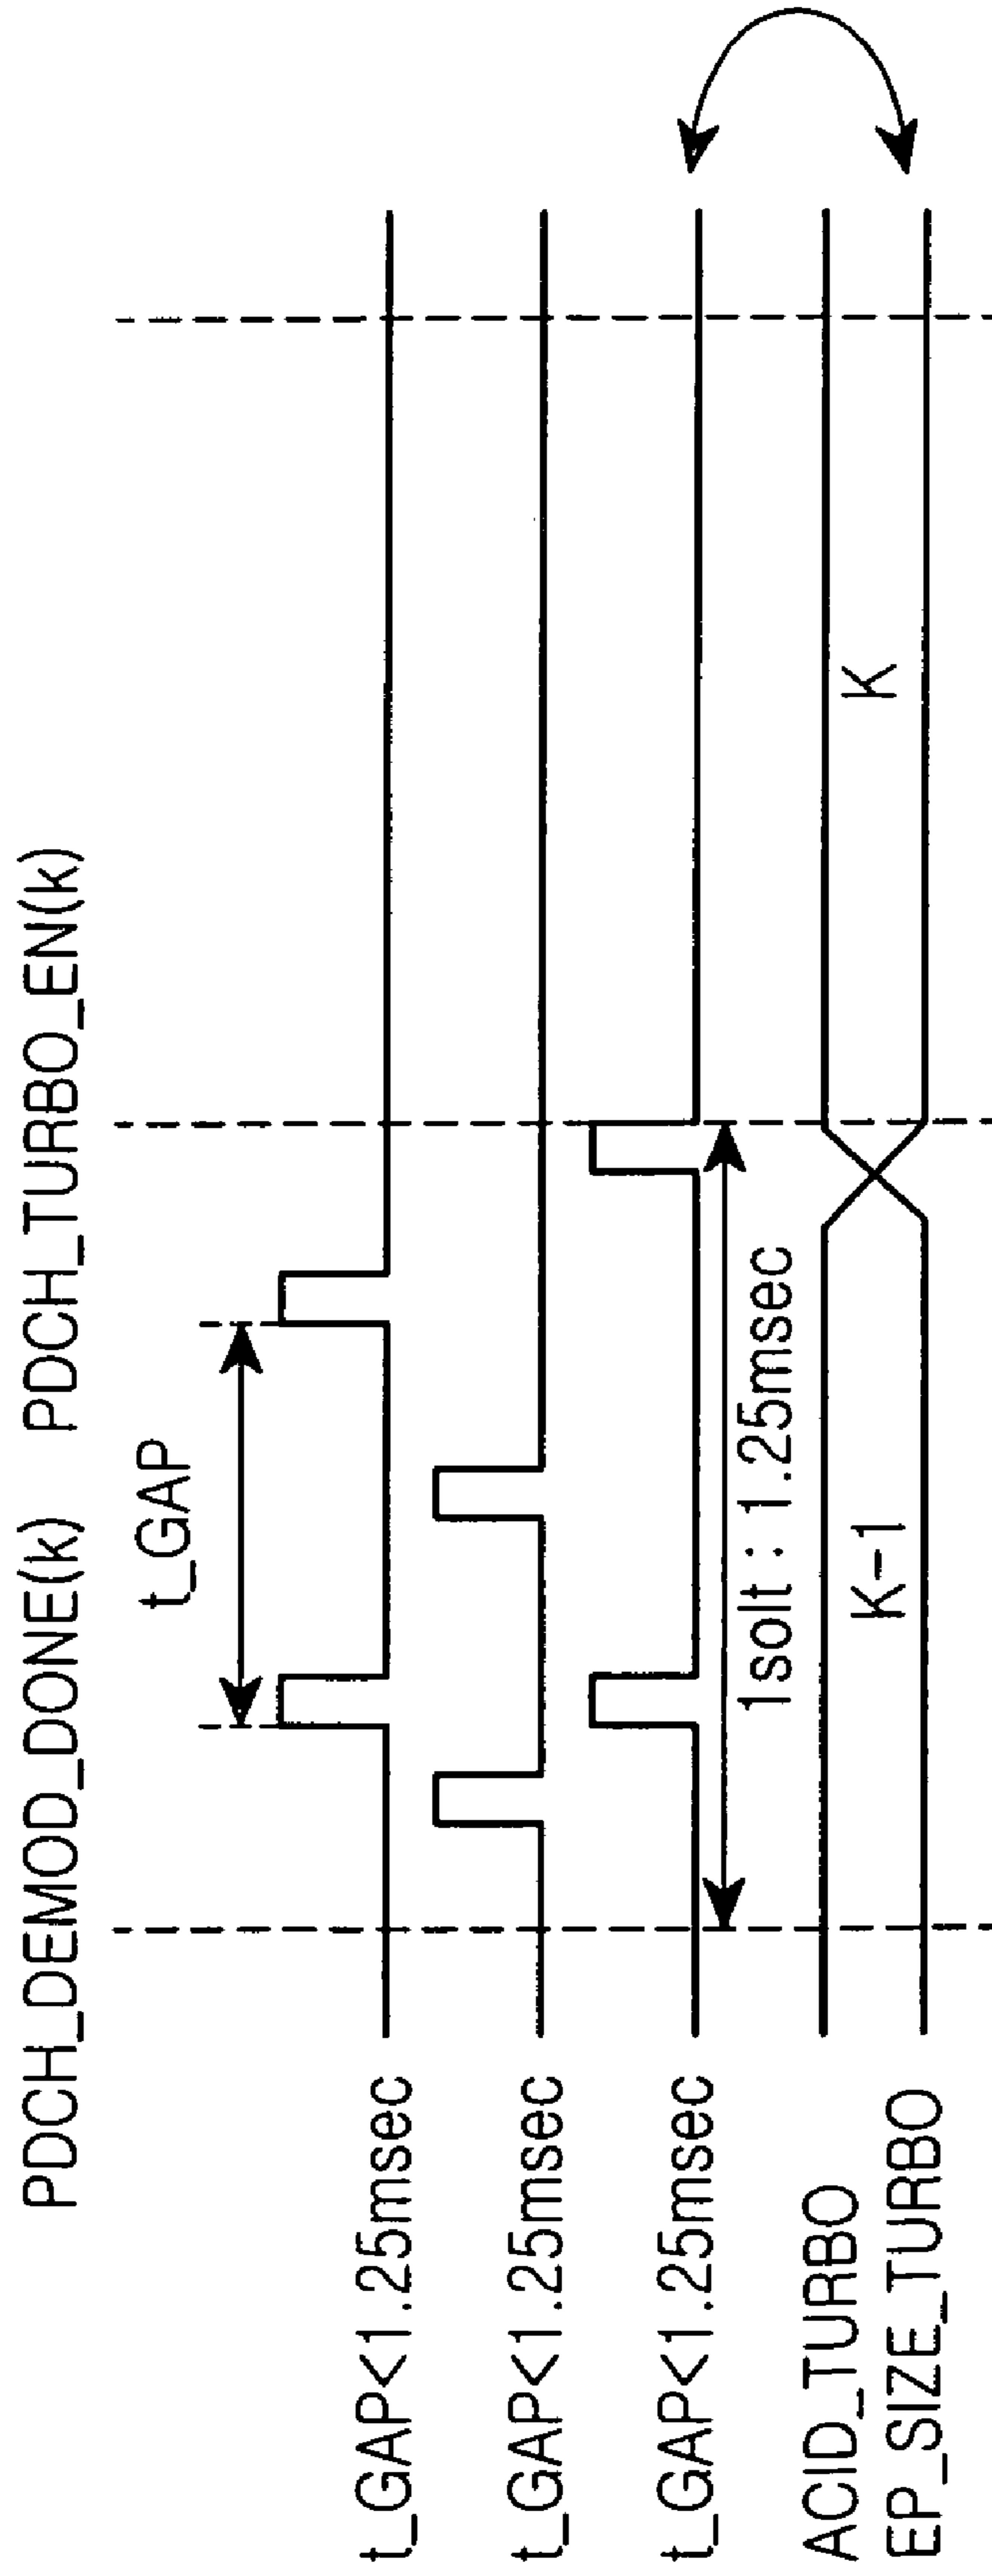 PDCH_DEMOD_DONE(k) PDCH_TURBO_EN(k)
t_GAP
t_GAP<1.25msec
t_GAP<1.25msec
t_GAP<1.25msec
1solt : 1.25msec
ACID_TURBO
EP_SIZE_TURBO
K-1
K